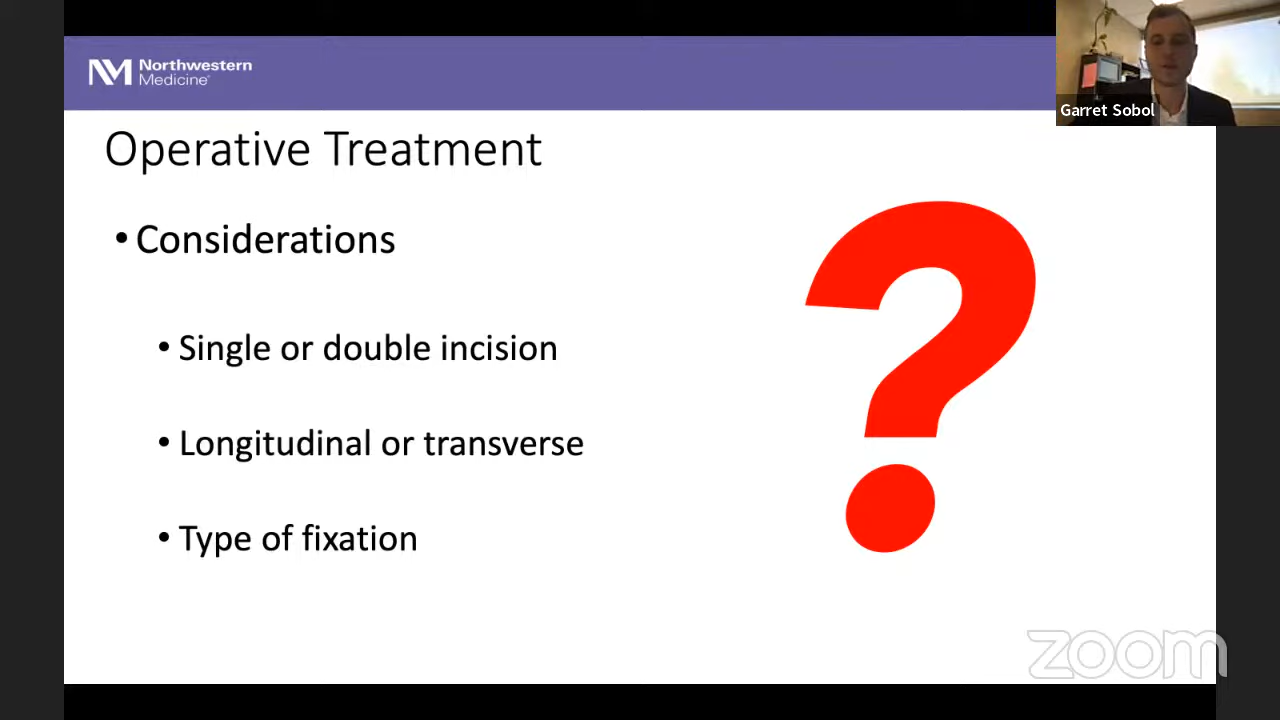 Northwestern
Medicine
Garret Sobol
Operative Treatment
• Considerations
• Single or double incision
• Longitudinal or transverse
• Type of fixation
?
zoom